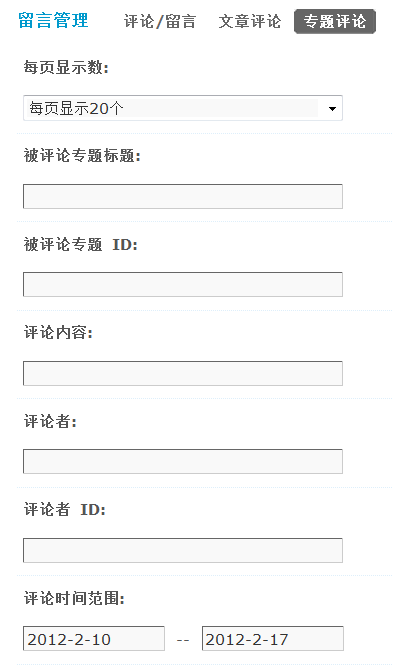 留言管理 评论/留言 文章评论 专题评论
每页显示数:
每页显示20个
被评论专题标题:
被评论专题 ID:
评论内容:
评论者:
评论者 ID:
评论时间范围:
2012-2-10 -- 2012-2-17